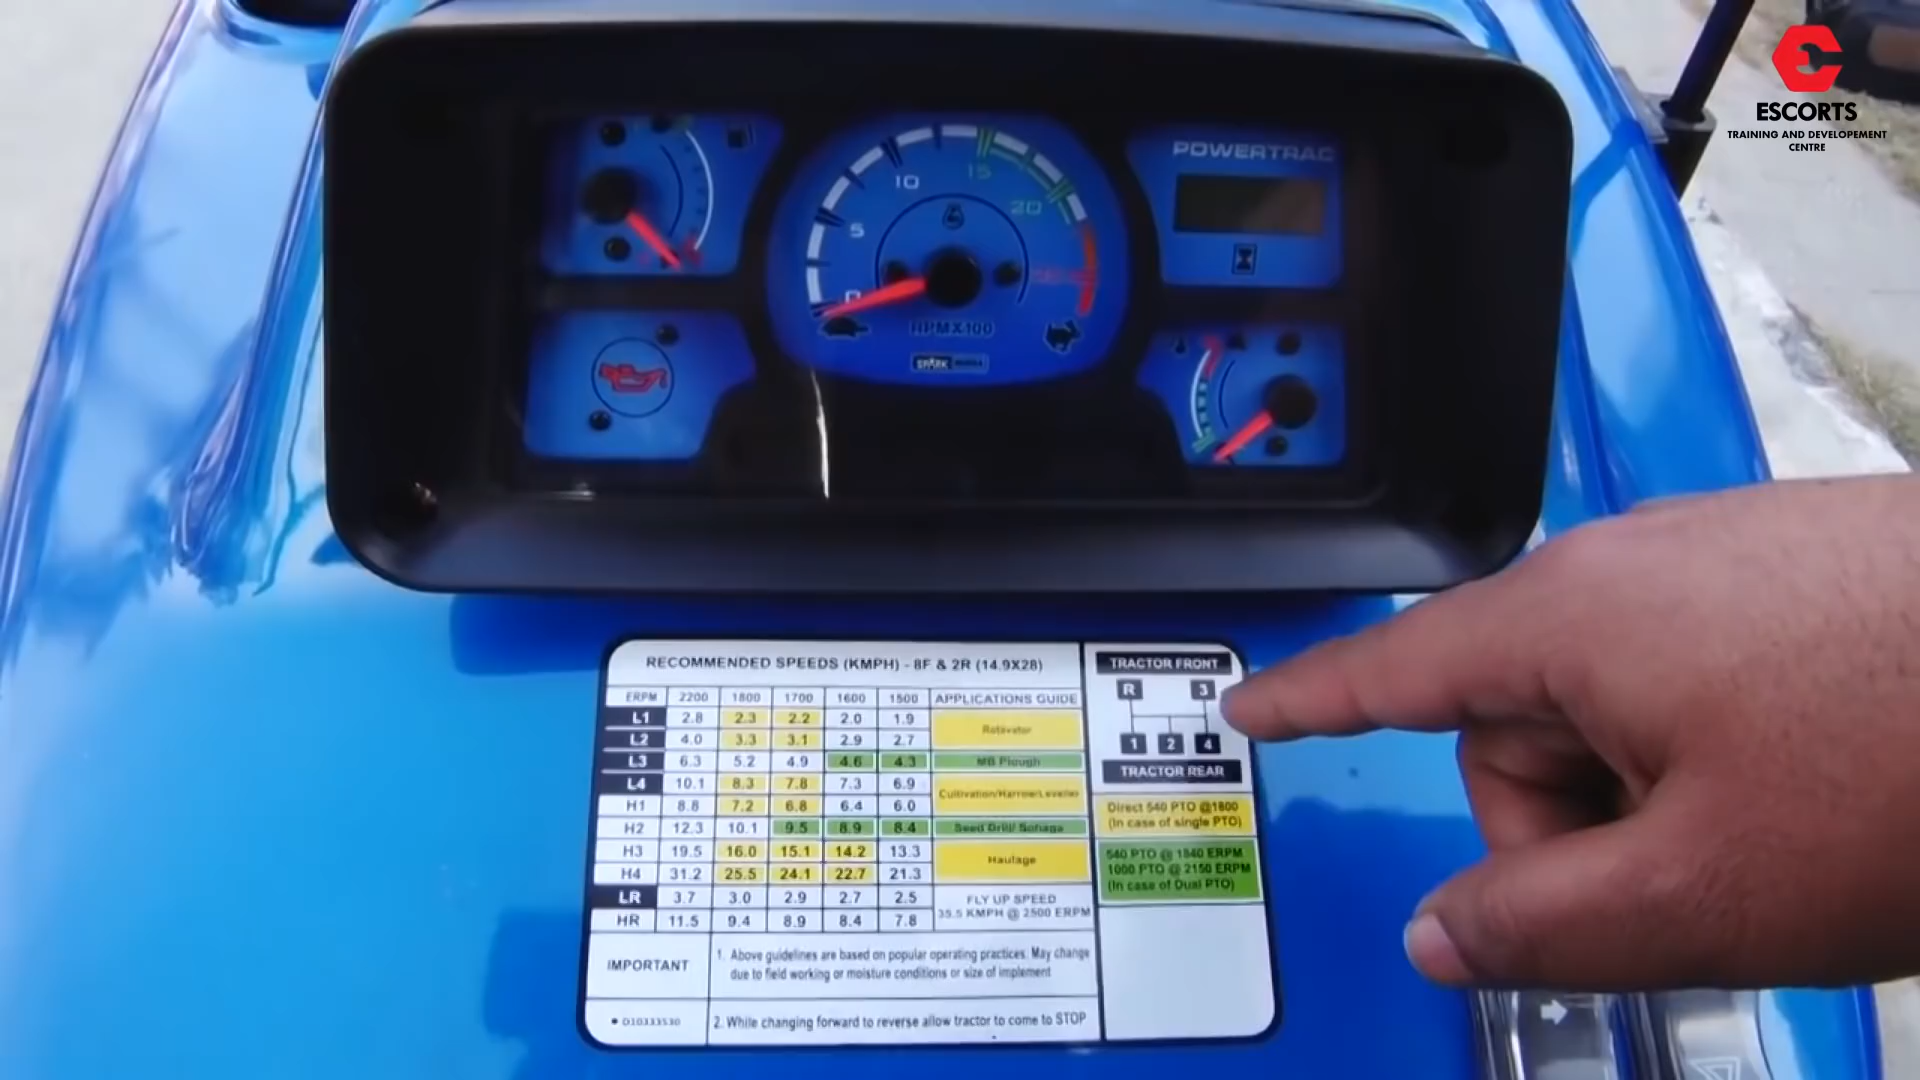 ESCORTS
TRAINING AND DEVELOPEMENT
CENTRE
POWERTRAC
0
5
10
15
20
RPMX100
SPARK
RECOMMENDED SPEEDS (KMPH) - 8F & 2R (14.9X28)
ERPM 2200 1800 1700 1600 1500 APPLICATIONS GUIDE
L1 2.8 2.3 2.2 2.0 1.9
Rotavator
L2 4.0 3.3 3.1 2.9 2.7
L3 6.3 5.2 4.9 4.6 4.3 MB Plough
L4 10.1 8.3 7.8 7.3 6.9
Cultivation/Harrow/Leveller
H1 8.8 7.2 6.8 6.4 6.0
H2 12.3 10.1 9.5 8.9 8.4 Seed Drill/ Sohaga
H3 19.5 16.0 15.1 14.2 13.3
Haulage
H4 31.2 25.5 24.1 22.7 21.3
LR 3.7 3.0 2.9 2.7 2.5
HR 11.5 9.4 8.9 8.4 7.8
FLY UP SPEED
35.5 KMPH @ 2500 ERPM
IMPORTANT
1. Above guidelines are based on popular operating practices. May change
due to field working or moisture conditions or size of implement
D10333530
2. While changing forward to reverse allow tractor to come to STOP
TRACTOR FRONT
R 3
1 2 4
TRACTOR REAR
Direct 540 PTO @1800
(In case of single PTO)
540 PTO @ 1840 ERPM
1000 PTO @ 2150 ERPM
(In case of Dual PTO)